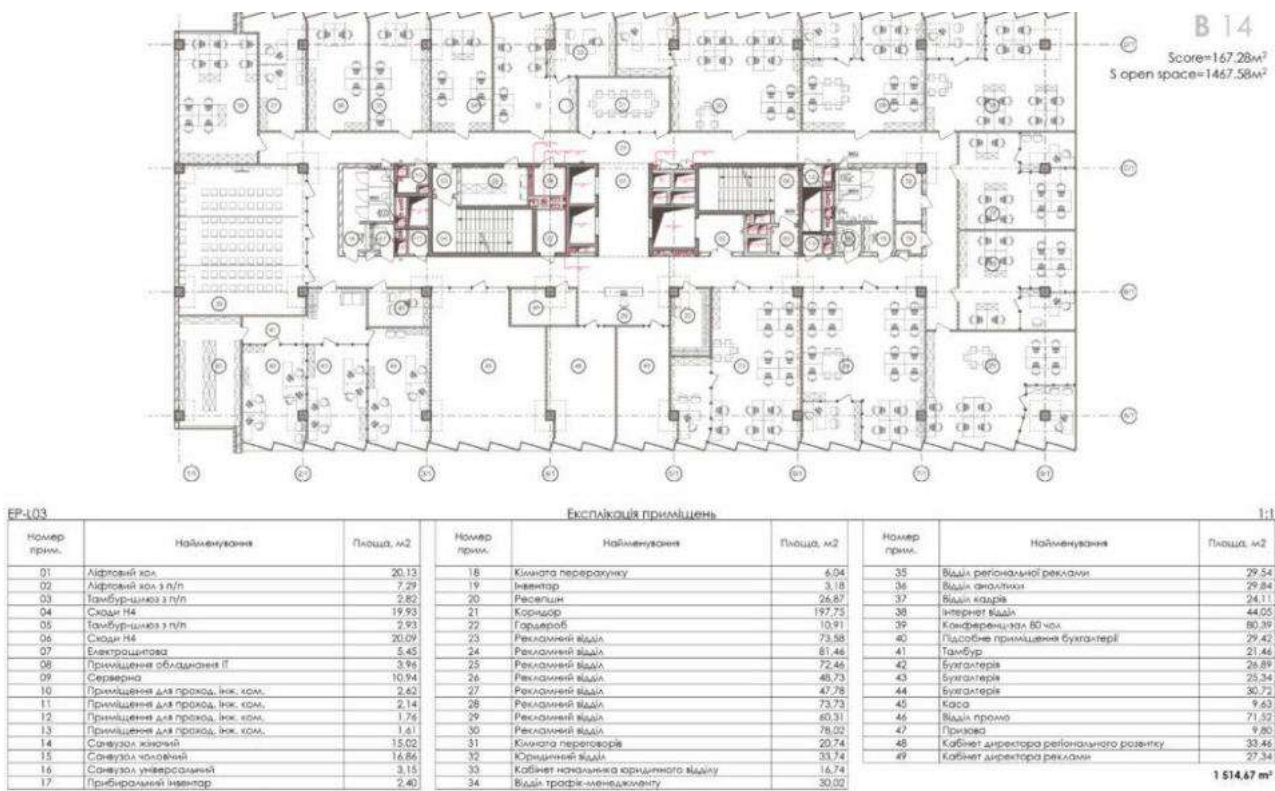 B 14
Score=167.28м²
S open space=1467.58м²
EP-L03
Експлікація приміщень
1:1
Номер прим. Найменування Площа, м2
01 Ліфтовий хол 20,13
02 Ліфтовий хол з п/п 7,29
03 Тамбур-шлюз з п/п 2,82
04 Сходи Н4 19,93
05 Тамбур-шлюз з п/п 2,93
06 Сходи Н4 20,09
07 Електрощитова 5,45
08 Приміщення обладнання ІТ 3,96
09 Серверна 10,94
10 Приміщення для проход. інж. ком. 2,62
11 Приміщення для проход. інж. ком. 2,14
12 Приміщення для проход. інж. ком. 1,76
13 Приміщення для проход. інж. ком. 1,61
14 Санвузол жіночий 15,02
15 Санвузол чоловічий 16,86
16 Санвузол універсальний 3,15
17 Прибиральний інвентар 2,40
Номер прим. Найменування Площа, м2
18 Кімната перерахунку 6,04
19 Інвентар 3,18
20 Ресепшн 26,87
21 Коридор 197,75
22 Гардероб 10,91
23 Рекламний відділ 73,58
24 Рекламний відділ 81,46
25 Рекламний відділ 72,46
26 Рекламний відділ 48,73
27 Рекламний відділ 47,78
28 Рекламний відділ 73,73
29 Рекламний відділ 60,31
30 Рекламний відділ 78,02
31 Кімната переговорів 20,74
32 Юридичний відділ 33,74
33 Кабінет начальника юридичного відділу 16,74
34 Відділ трафік-менеджменту 30,02
Номер прим. Найменування Площа, м2
35 Відділ регіональної реклами 29,54
36 Відділ аналітики 29,84
37 Відділ кадрів 24,11
38 Інтернет відділ 44,05
39 Конференц-зал 80 чол. 80,39
40 Підсобне приміщення бухгалтерії 29,42
41 Тамбур 21,46
42 Бухгалтерія 26,89
43 Бухгалтерія 25,34
44 Бухгалтерія 30,72
45 Каса 9,63
46 Відділ промо 71,52
47 Призова 9,80
48 Кабінет директора регіонального розвитку 33,46
49 Кабінет директора реклами 27,34
1 514,67 м²